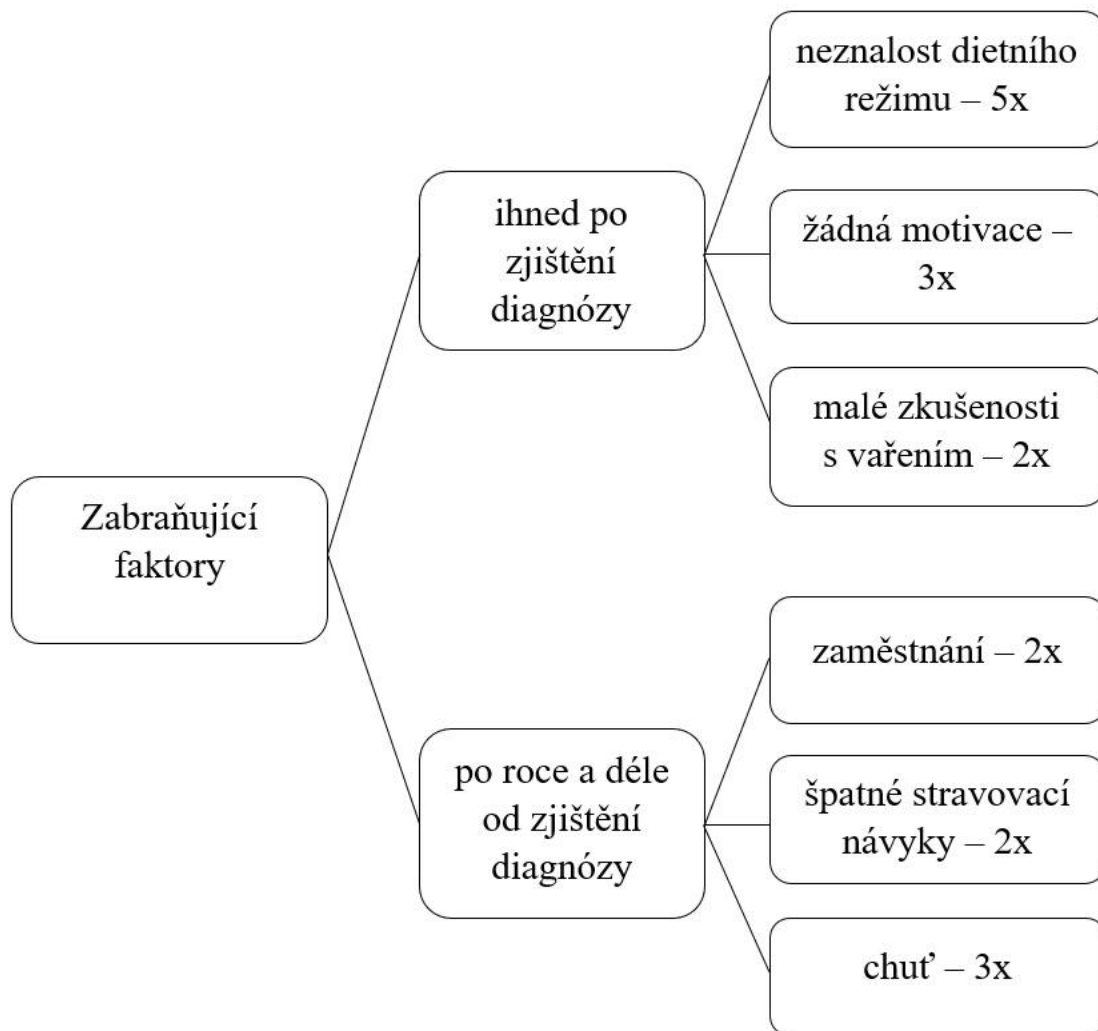 Zabraňující
faktory
ihned po
zjištění
diagnózy
neznalost dietního
režimu – 5x
žádná motivace –
3x
malé zkušenosti
s vařením – 2x
po roce a déle
od zjištění
diagnózy
zaměstnání – 2x
špatné stravovací
návyky – 2x
chuť – 3x